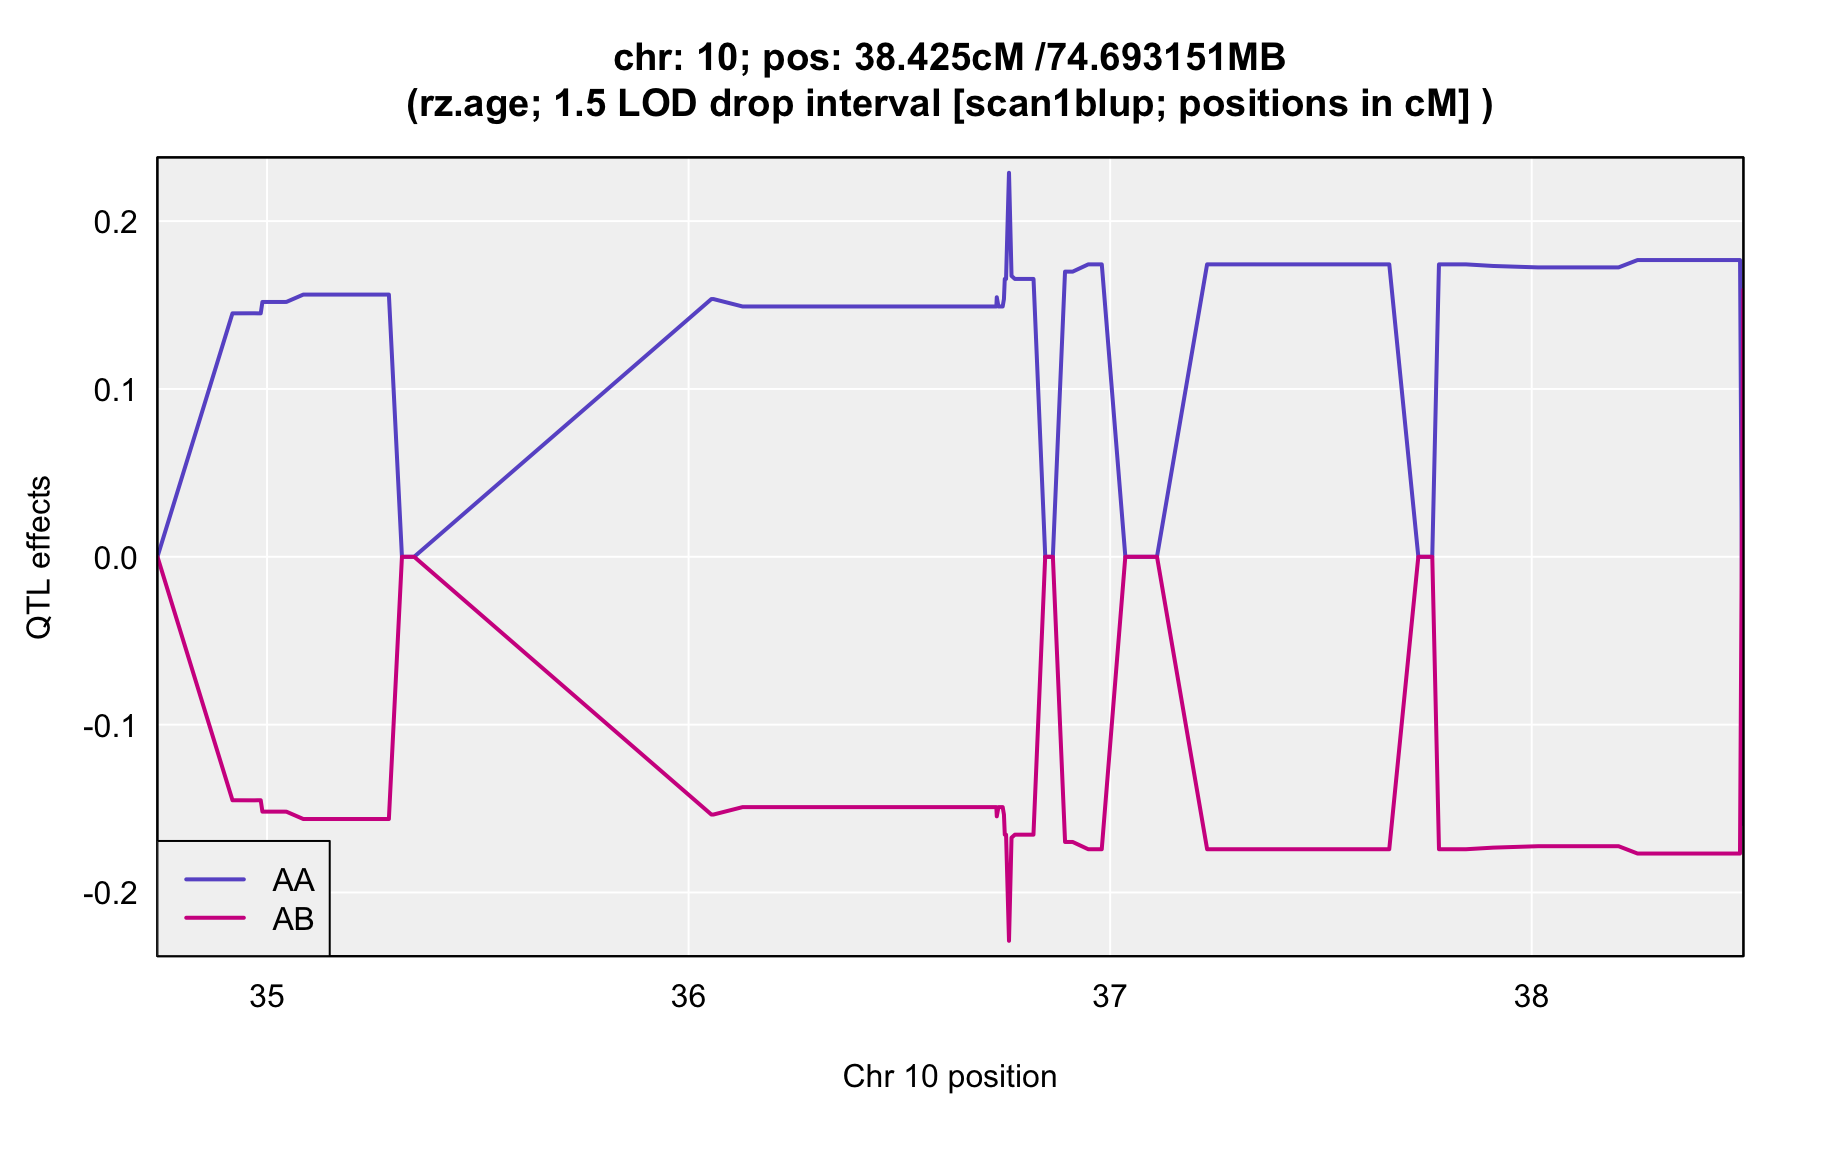 chr: 10; pos: 38.425cM /74.693151MB
(rz.age; 1.5 LOD drop interval [scan1blup; positions in cM] )
QTL effects
0.2
0.1
0.0
-0.1
-0.2
AA
AB
35 36 37 38
Chr 10 position